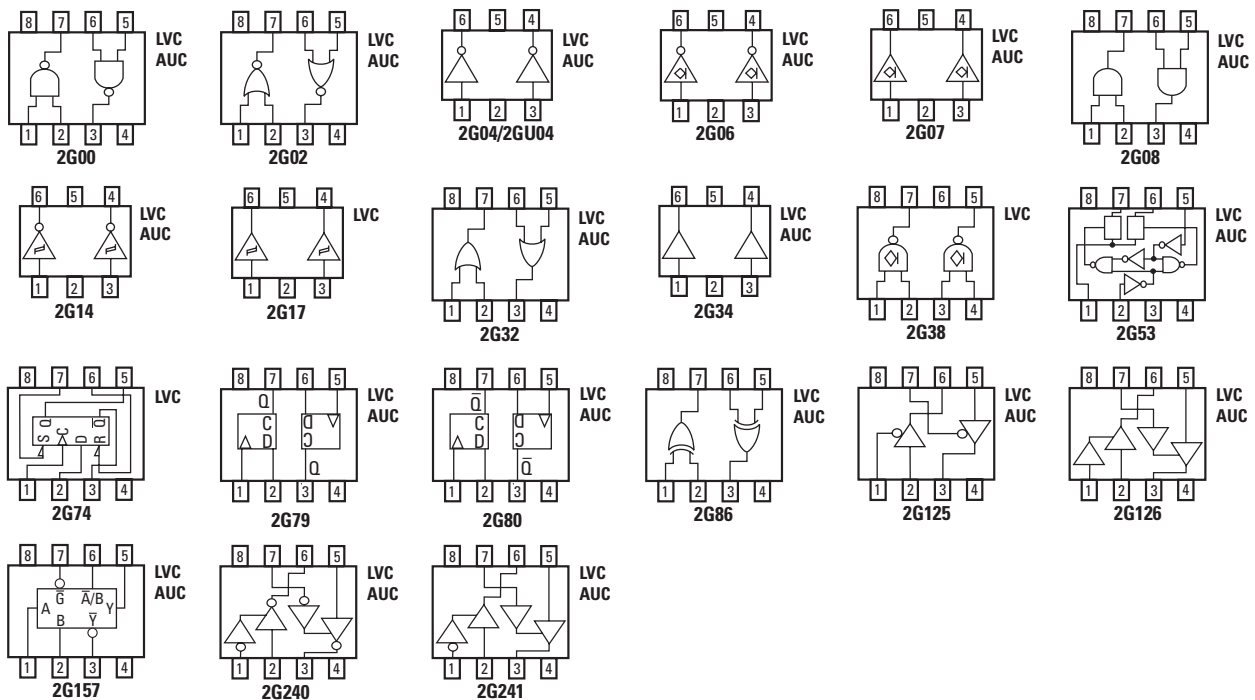 8 7 6 5 8 7 6 5 6 5 4 6 5 4 6 5 4 8 7 6 5
LVC LVC LVC LVC LVC LVC
AUC AUC AUC AUC AUC AUC
1 2 3 1 2 3
1 2 3 4 1 2 3 4 1 2 3 1 2 3 4
2G00 2G02 2G04/2GU04 2G06 2G07 2G08
6 5 4 6 5 4 8 7 6 5 6 5 4 8 7 6 5 8 7 6 5
LVC LVC LVC LVC LVC LVC
AUC AUC AUC AUC
1 2 3 1 2 3 1 2 3 4 1 2 3 1 2 3 4 1 2 3 4
2G14 2G17 2G32 2G34 2G38 2G53
8 7 6 5 8 7 6 5 8 7 6 5 8 7 6 5 8 7 6 5 8 7 6 5
LVC LVC LVC LVC LVC LVC
AUC AUC AUC AUC AUC
Q Q̅
S Q C D R Q̅ C D D C C D D C
Q Q̅
1 2 3 4 1 2 3 4 1 2 3 4 1 2 3 4 1 2 3 4 1 2 3 4
2G74 2G79 2G80 2G86 2G125 2G126
8 7 6 5 8 7 6 5 8 7 6 5
LVC LVC LVC
AUC AUC AUC
G̅ A̅/B
A Y
B Y̅
1 2 3 4 1 2 3 4 1 2 3 4
2G157 2G240 2G241